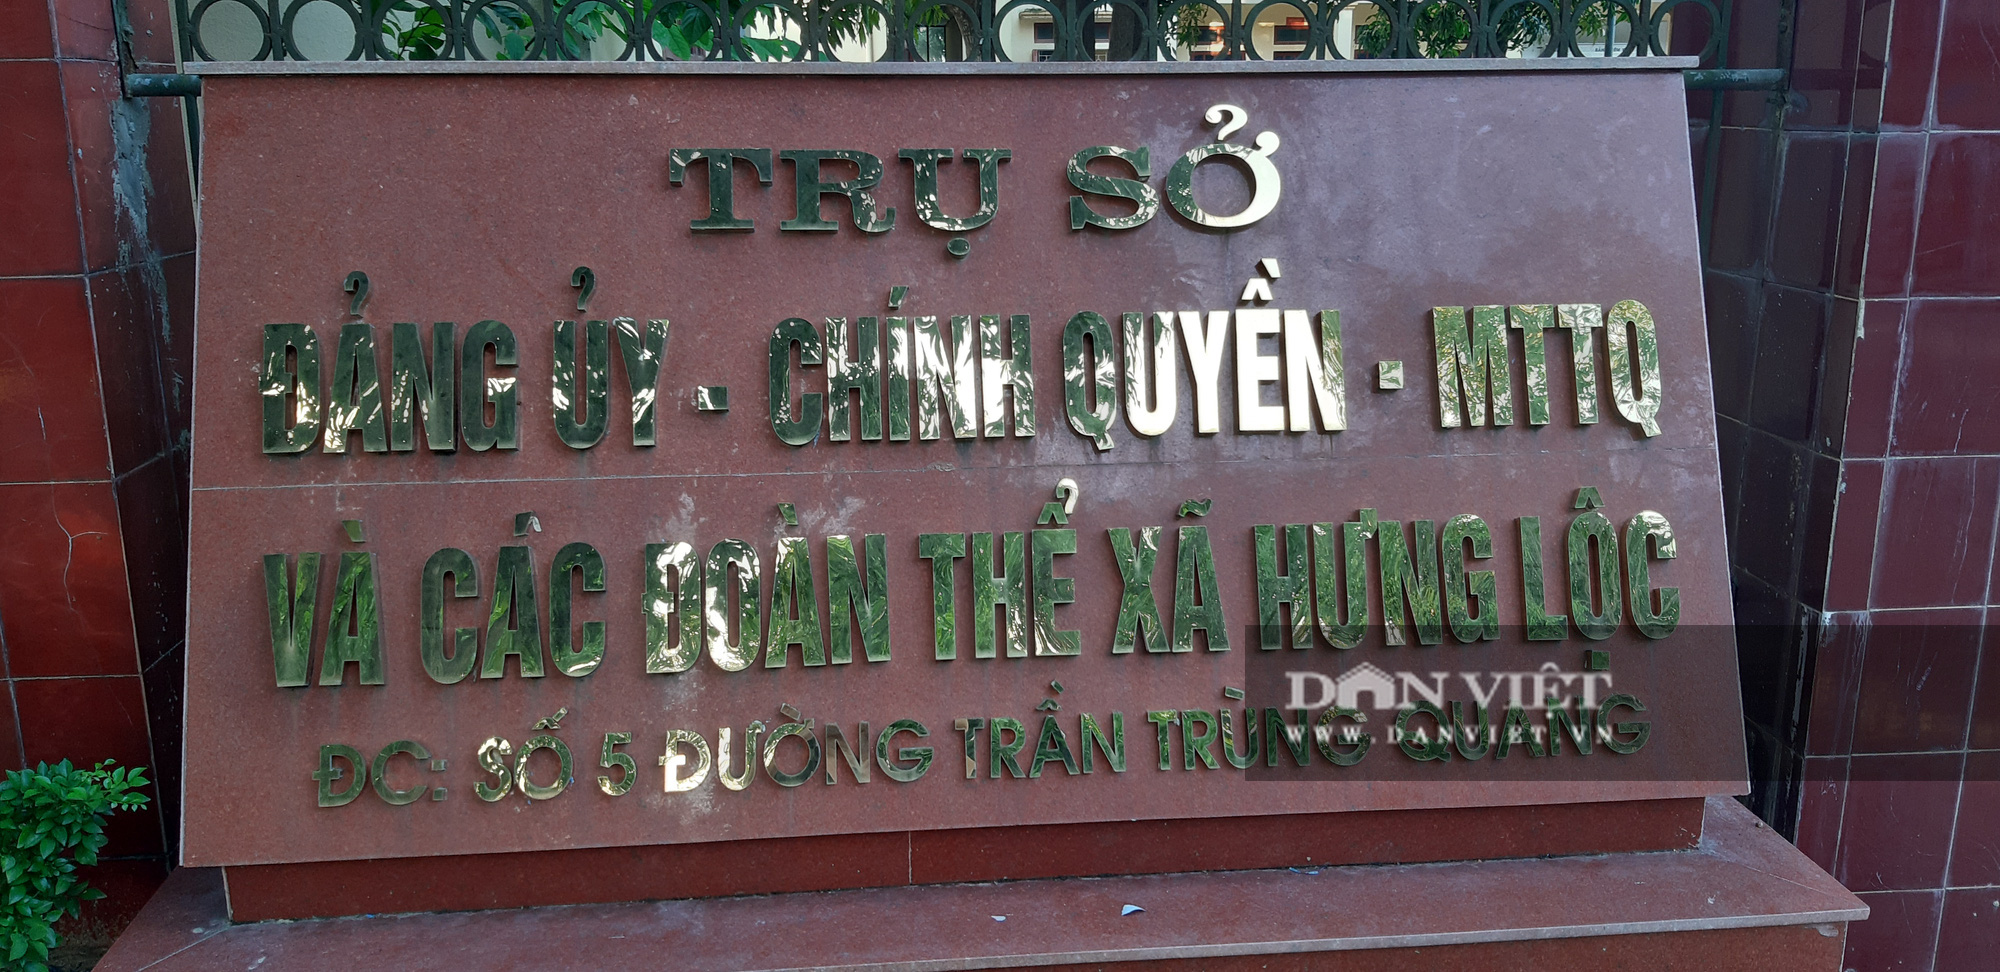 TRỤ SỞ
ĐẢNG ỦY - CHÍNH QUYỀN - MTTQ
VÀ CÁC ĐOÀN THỂ XÃ HƯNG LỘC
ĐC: SỐ 5 ĐƯỜNG TRẦN TRÙNG QUANG
DÂN VIỆT
WWW.DANVIET.VN